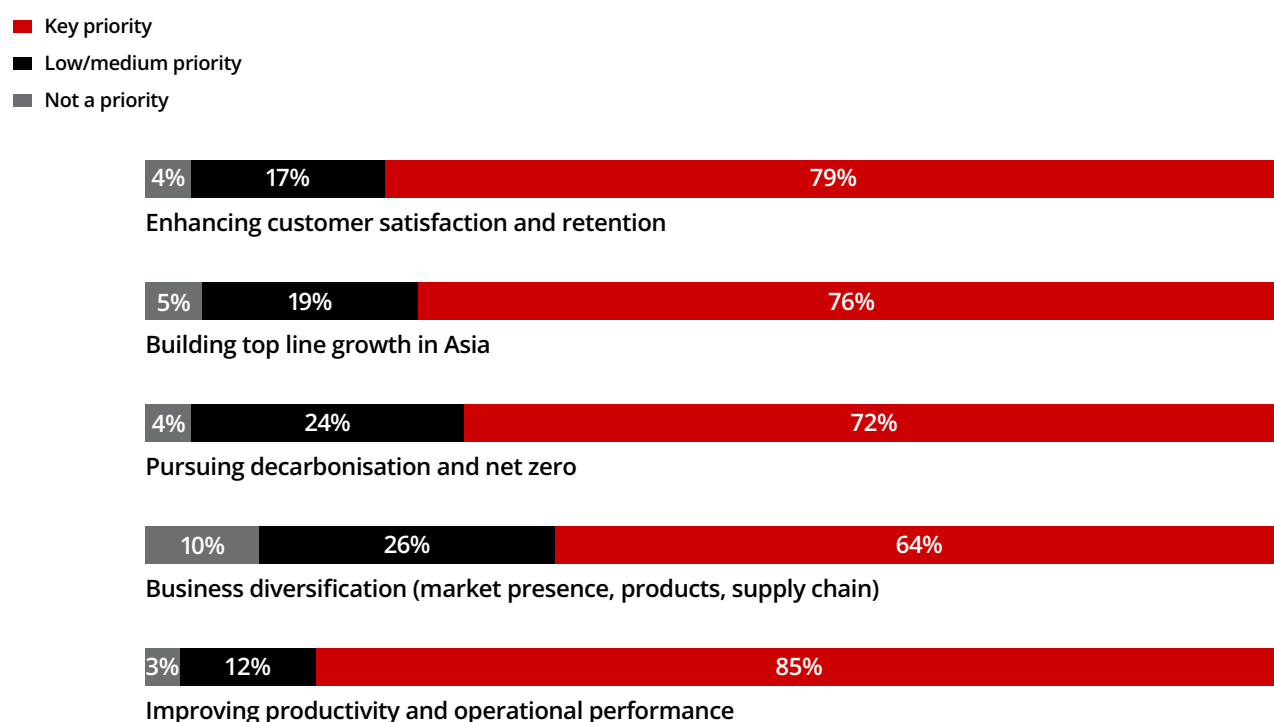 Key priority
Low/medium priority
Not a priority
4% 17% 79%
Enhancing customer satisfaction and retention
5% 19% 76%
Building top line growth in Asia
4% 24% 72%
Pursuing decarbonisation and net zero
10% 26% 64%
Business diversification (market presence, products, supply chain)
3% 12% 85%
Improving productivity and operational performance